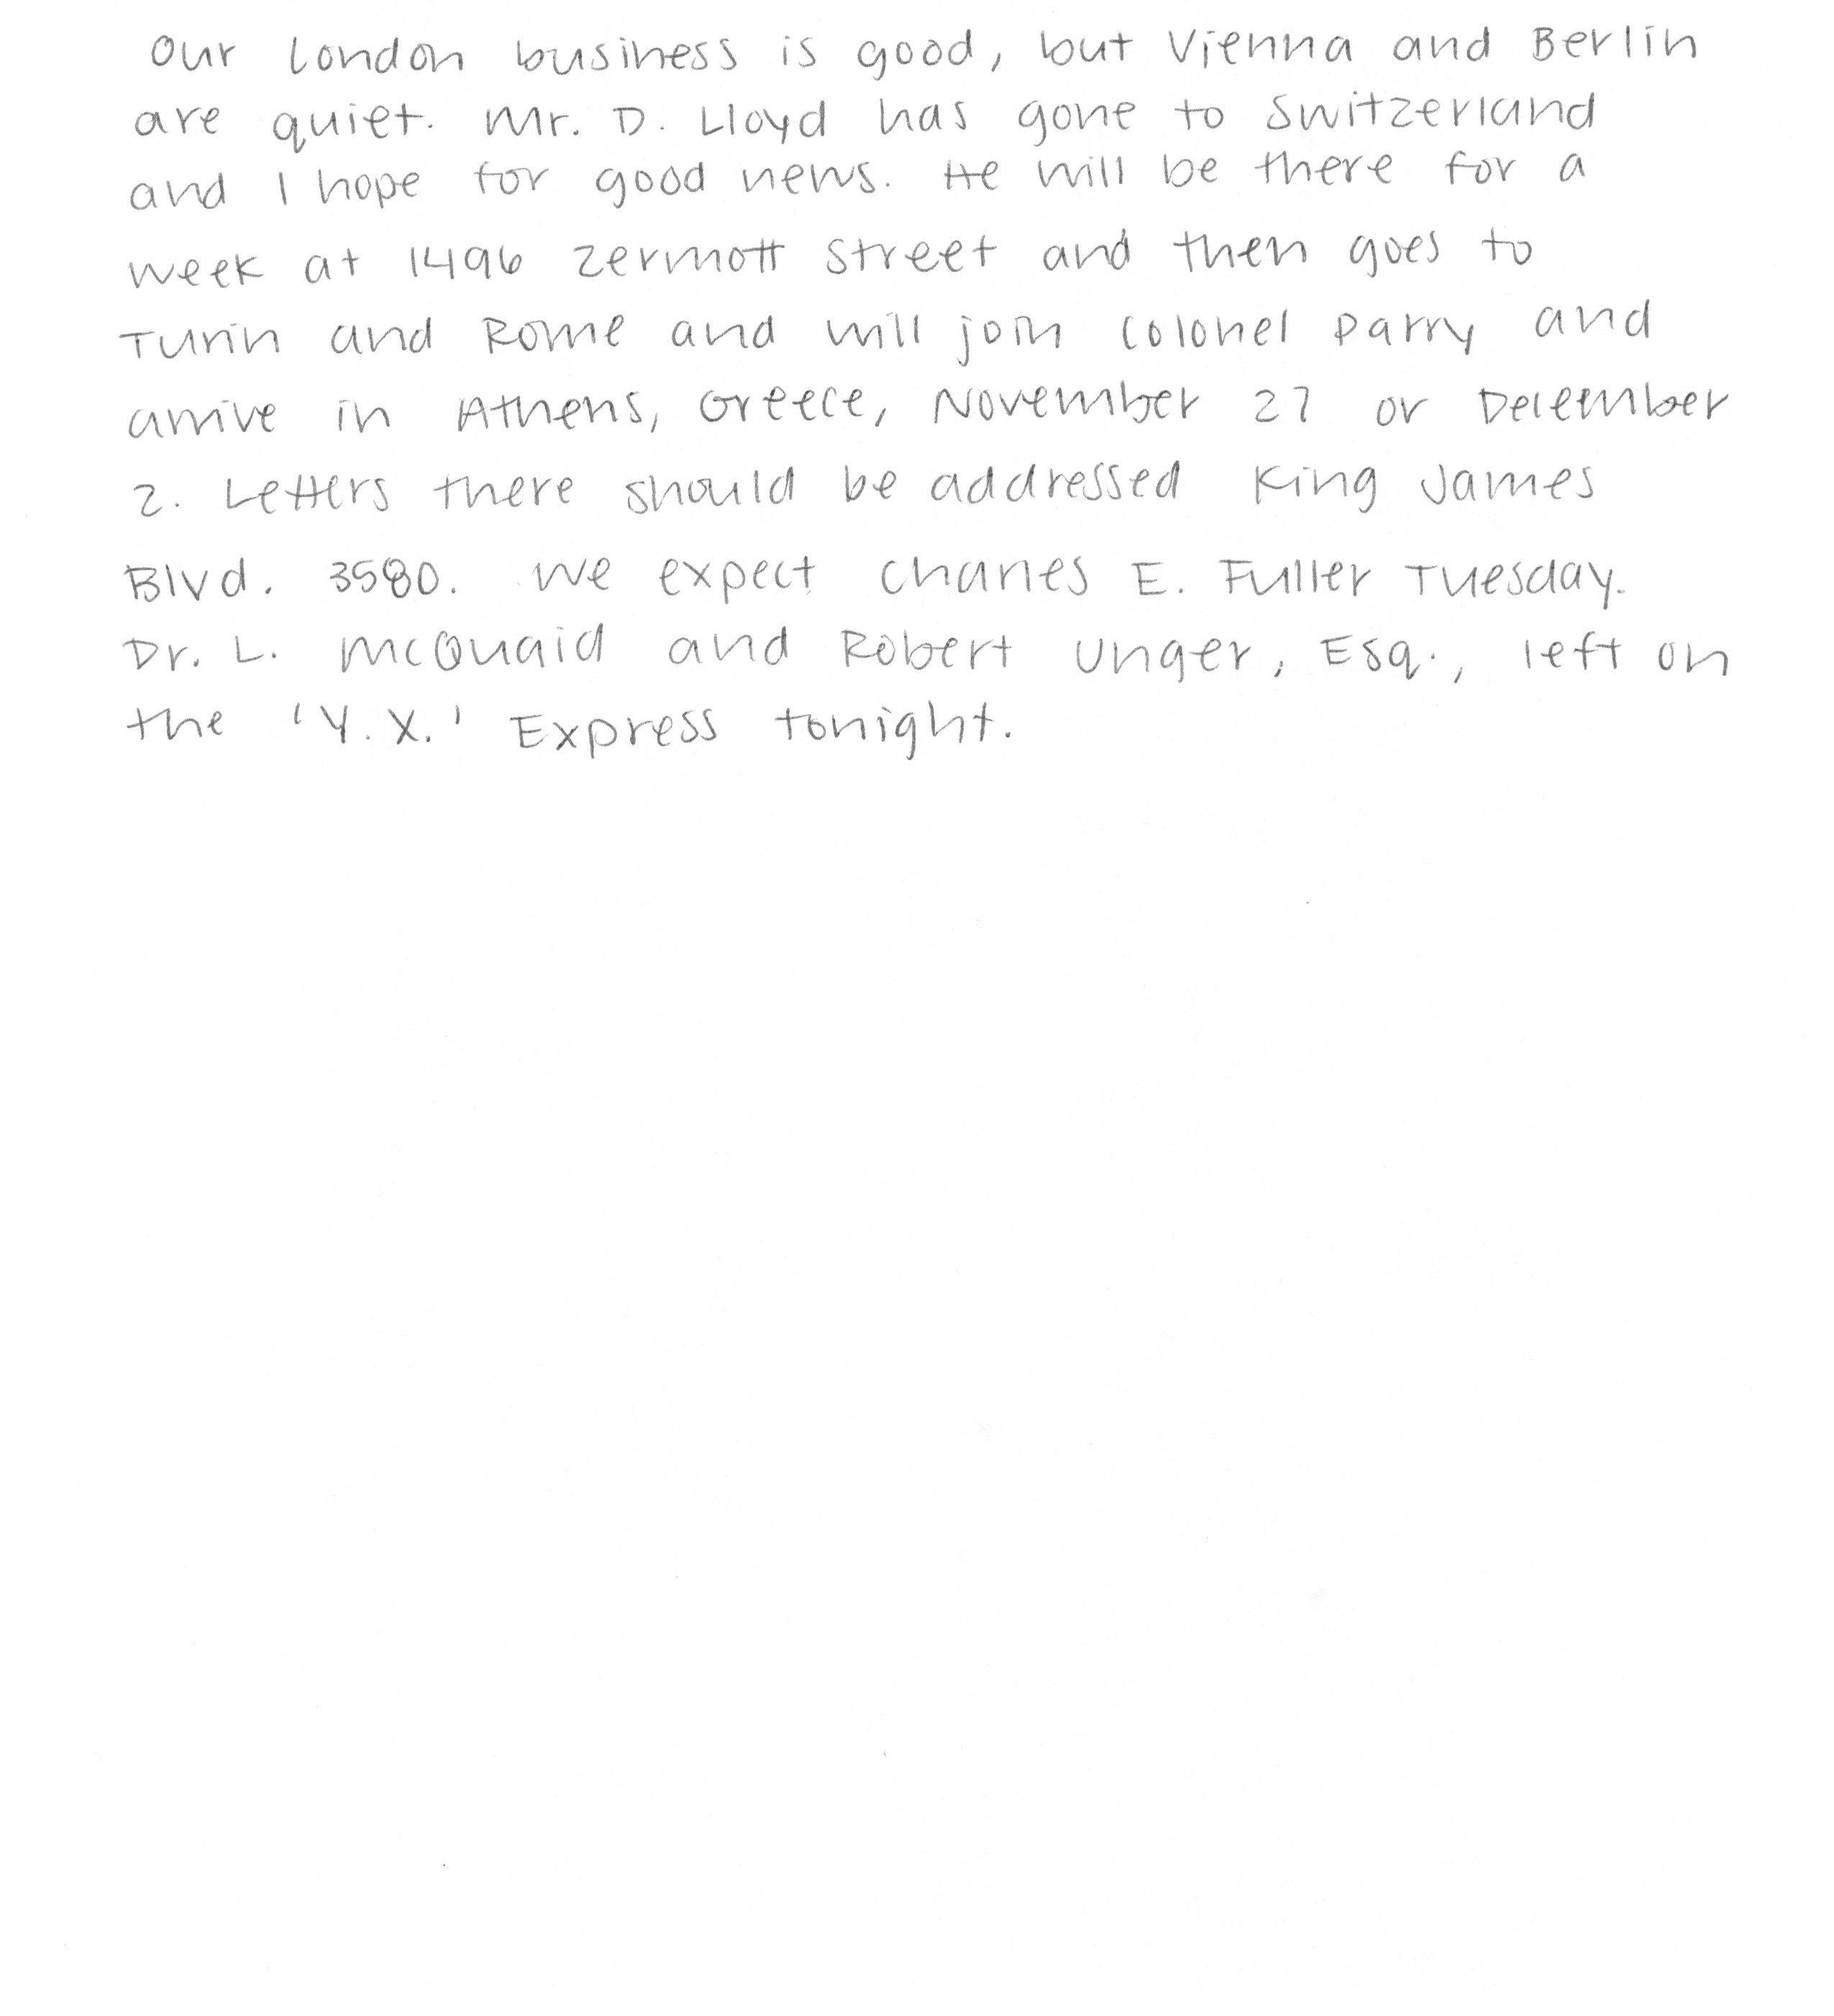 Our London business is good, but Vienna and Berlin
are quiet. Mr. D. Lloyd has gone to Switzerland
and I hope for good news. He will be there for a
week at 1496 Zermott Street and then goes to
Turin and Rome and will join Colonel Parry and
arrive in Athens, Greece, November 27 or December
2. Letters there should be addressed King James
Blvd. 3580. We expect Charles E. Fuller Tuesday.
Dr. L. McQuaid and Robert Unger, Esq., left on
the 'Y.X.' Express tonight.